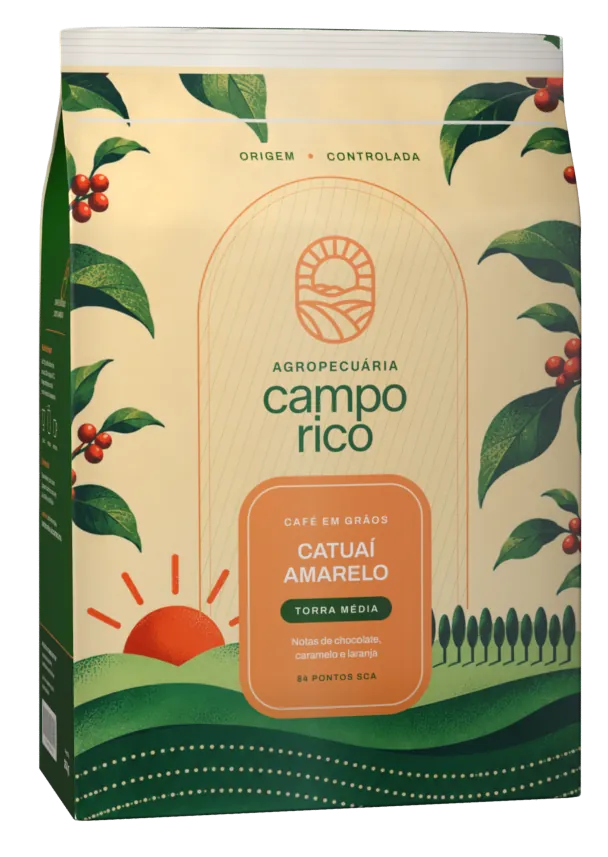 ORIGEM • CONTROLADA
AGROPECUÁRIA
campo
rico
CAFÉ EM GRÃOS
CATUAÍ
AMARELO
TORRA MÉDIA
Notas de chocolate,
caramelo e laranja
84 PONTOS SCA